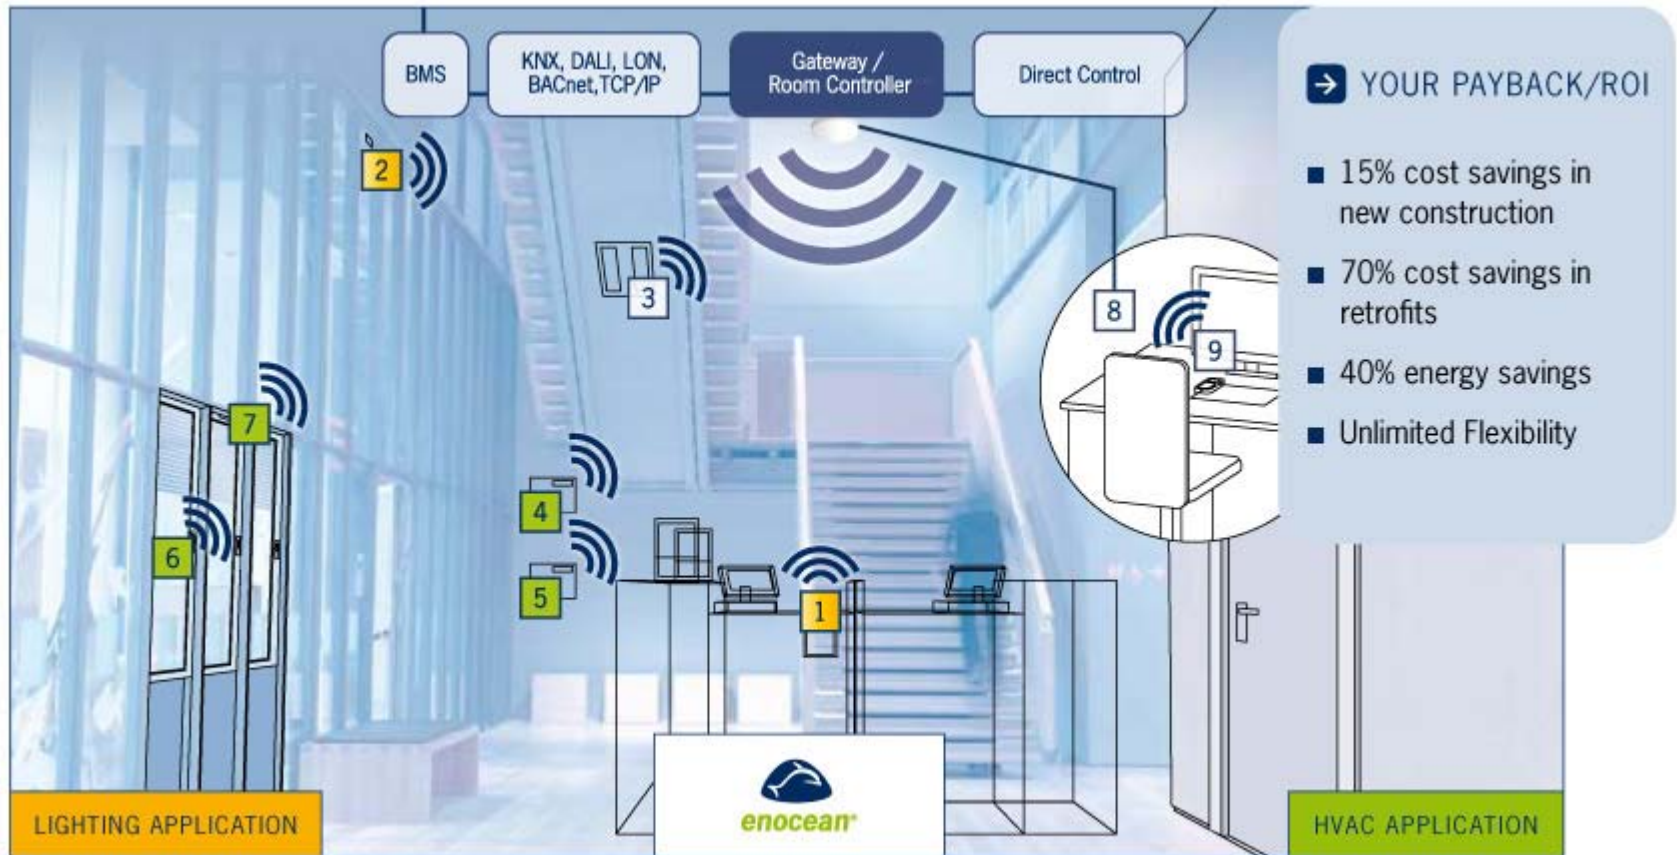 BMS
KNX, DALI, LON,
BACnet,TCP/IP
Gateway /
Room Controller
Direct Control
YOUR PAYBACK/ROI
15% cost savings in
new construction
70% cost savings in
retrofits
40% energy savings
Unlimited Flexibility
2
3
8
9
7
4
6
5
1
LIGHTING APPLICATION
enocean®
HVAC APPLICATION